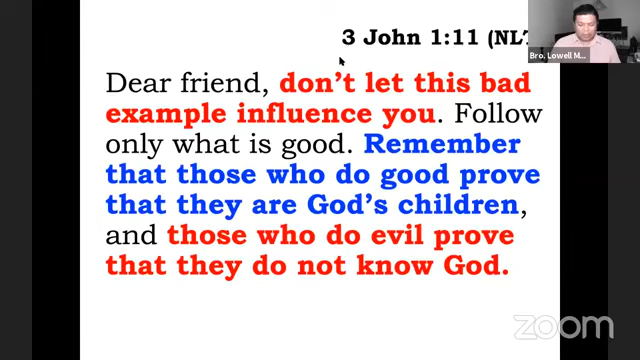 3 John 1:11 (NLT
Bro. Lowell M...
Dear friend, don’t let this bad
example influence you. Follow
only what is good. Remember
that those who do good prove
that they are God’s children,
and those who do evil prove
that they do not know God.
zoom